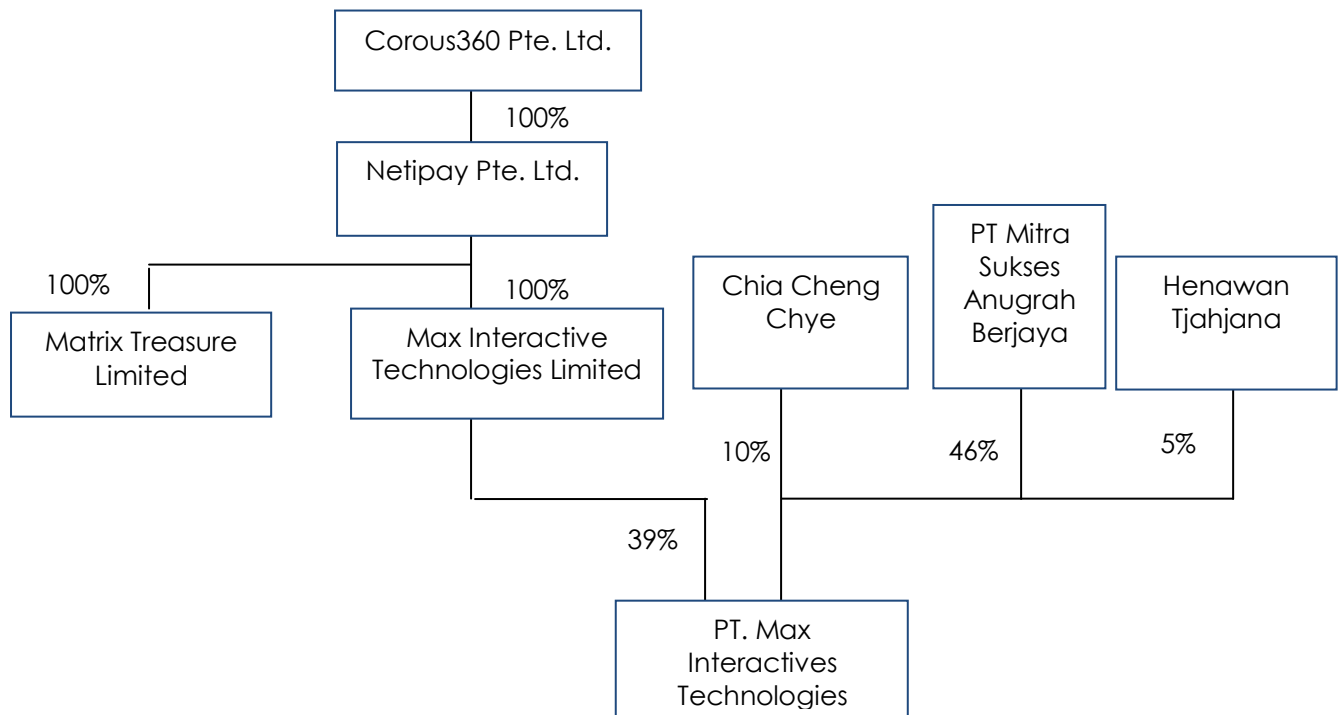 Corous360 Pte. Ltd.
100%
Netipay Pte. Ltd.
100%
100%
Matrix Treasure
Limited
Max Interactive
Technologies Limited
Chia Cheng
Chye
PT Mitra
Sukses
Anugrah
Berjaya
Henawan
Tjahjana
10%
46%
5%
39%
PT. Max
Interactives
Technologies